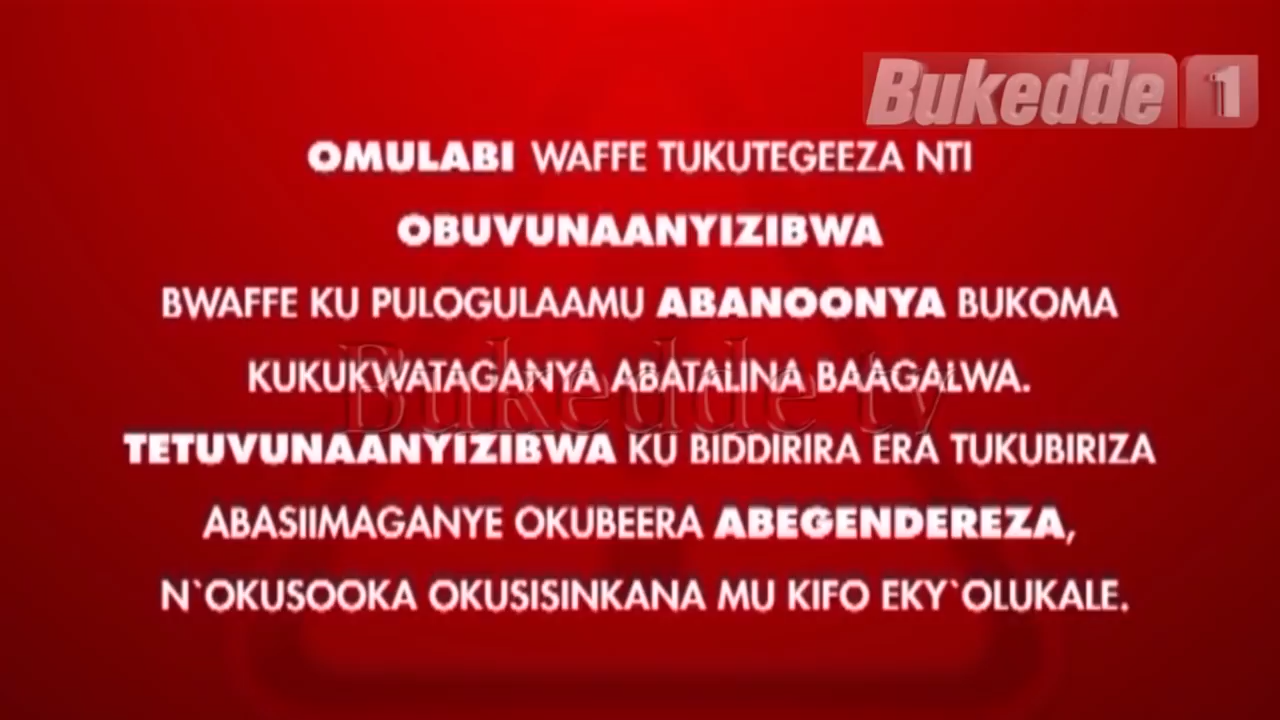 Bukedde 1
OMULABI WAFFE TUKUTEGEEZA NTI
OBUVUNAANYIZIBWA
BWAFFE KU PULOGULAAMU ABANOONYA BUKOMA
KUKUKWATAGANYA ABATALINA BAAGALWA.
Bukedde tv
TETUVUNAANYIZIBWA KU BIDDIRIRA ERA TUKUBIRIZA
ABASIIMAGANYE OKUBEERA ABEGENDEREZA,
N`OKUSOOKA OKUSISINKANA MU KIFO EKY`OLUKALE.